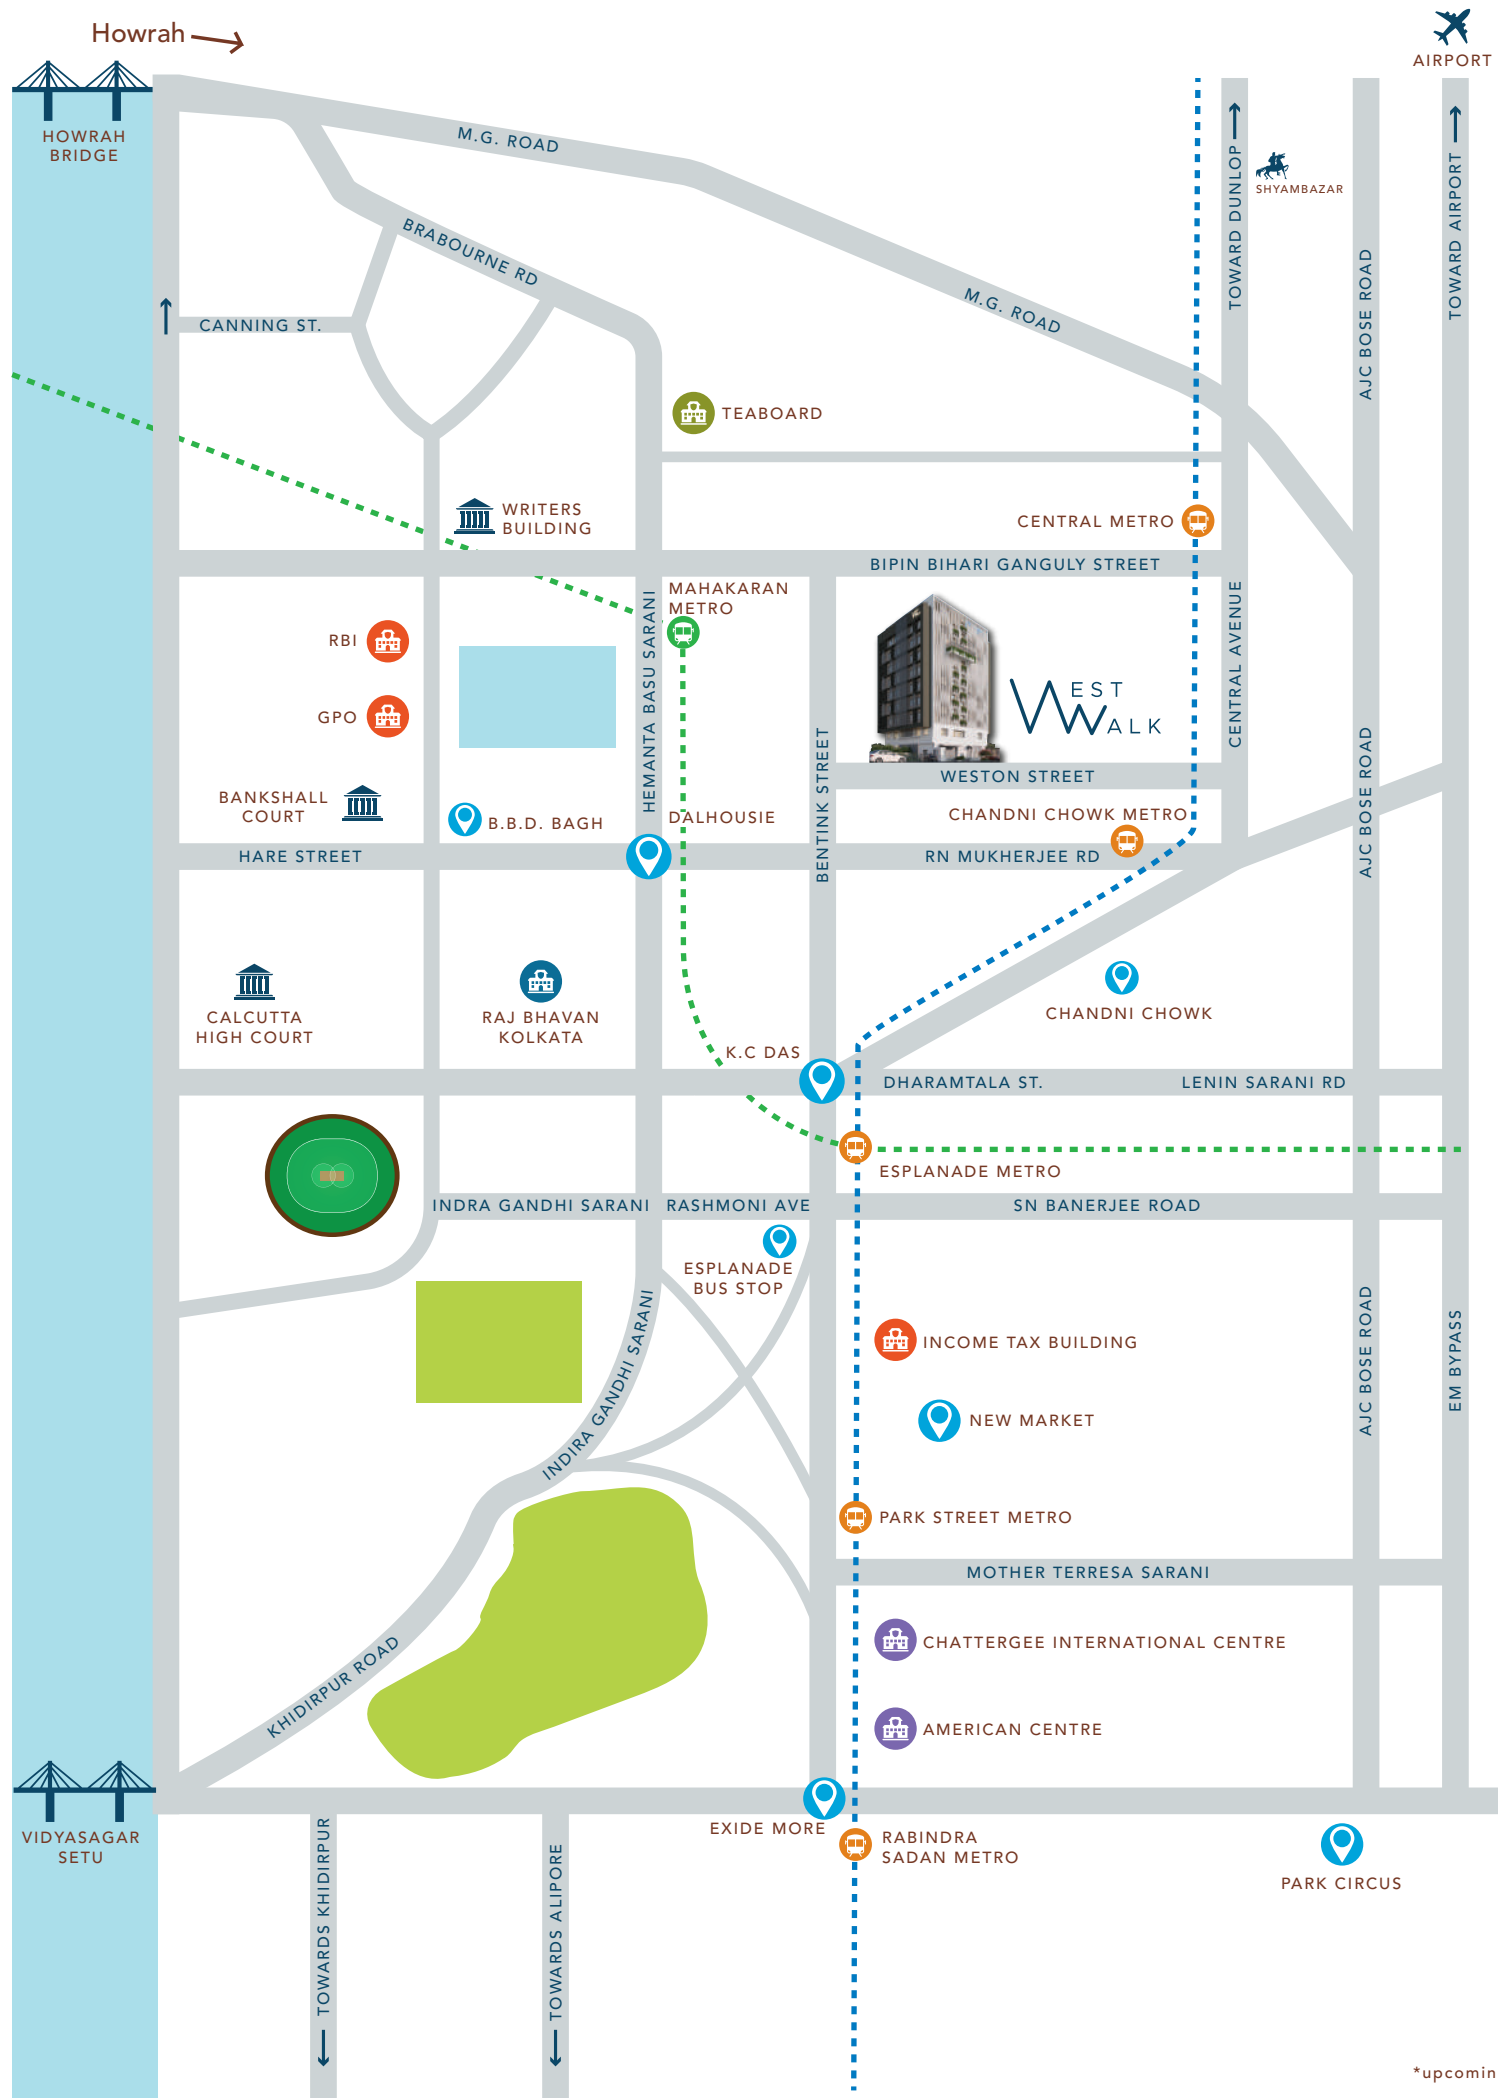 Howrah
AIRPORT
HOWRAH
BRIDGE
M.G. ROAD
TOWARD DUNLOP
SHYAMBAZAR
TOWARD AIRPORT
BRABOURNE RD
M.G. ROAD
AJC BOSE ROAD
CANNING ST.
TEABOARD
WRITERS
BUILDING
CENTRAL METRO
BIPIN BIHARI GANGULY STREET
MAHAKARAN
METRO
HEMANTA BASU SARANI
CENTRAL AVENUE
RBI
GPO
WEST
WALK
BENTINK STREET
AJC BOSE ROAD
WESTON STREET
BANKSHALL
COURT
B.B.D. BAGH
DALHOUSIE
CHANDNI CHOWK METRO
HARE STREET
RN MUKHERJEE RD
CALCUTTA
HIGH COURT
RAJ BHAVAN
KOLKATA
CHANDNI CHOWK
K.C DAS
DHARAMTALA ST.
LENIN SARANI RD
ESPLANADE METRO
INDRA GANDHI SARANI
RASHMONI AVE
SN BANERJEE ROAD
ESPLANADE
BUS STOP
INDIRA GANDHI SARANI
AJC BOSE ROAD
EM BYPASS
INCOME TAX BUILDING
NEW MARKET
PARK STREET METRO
MOTHER TERRESA SARANI
CHATTERGEE INTERNATIONAL CENTRE
KHIDIRPUR ROAD
AMERICAN CENTRE
VIDYASAGAR
SETU
EXIDE MORE
RABINDRA
SADAN METRO
PARK CIRCUS
TOWARDS KHIDIRPUR
TOWARDS ALIPORE
*upcomin